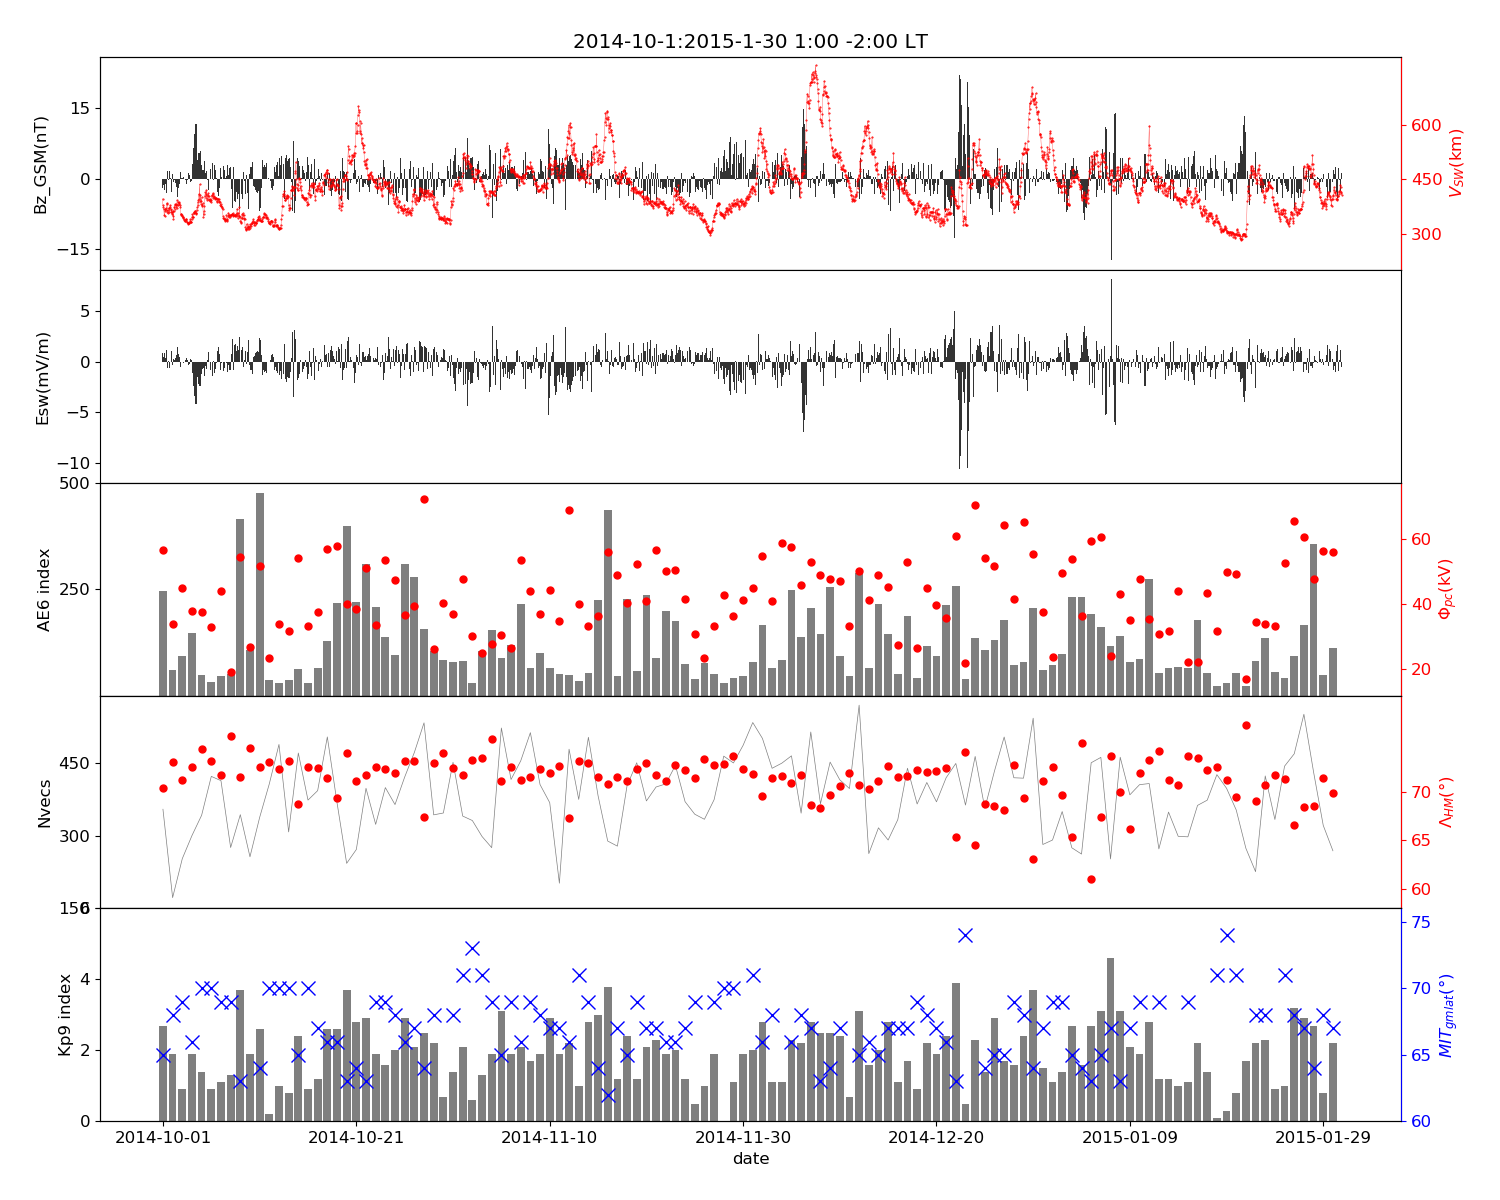 2014-10-1:2015-1-30 1:00 -2:00 LT
Bz_GSM(nT)
15
0
−15
600
450
300
V_SW(km)
Esw(mV/m)
5
0
−5
−10
AE6 index
500
250
60
40
20
Φ_pc(kV)
Nvecs
450
300
150
70
65
60
Λ_HM(°)
Kp9 index
6
4
2
0
75
70
65
60
MIT_gmlat(°)
2014-10-01 2014-10-21 2014-11-10 2014-11-30 2014-12-20 2015-01-09 2015-01-29
date